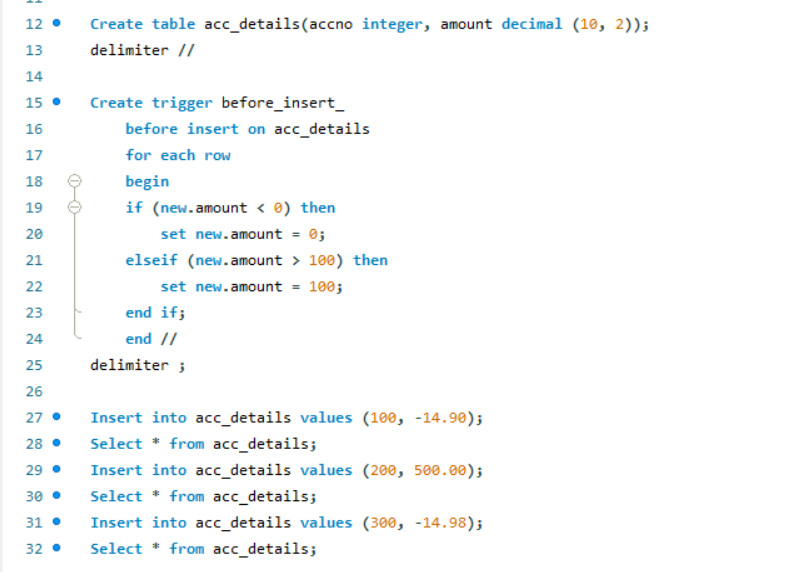 12 Create table acc_details(accno integer, amount decimal (10, 2));
13 delimiter //
14
15 Create trigger before_insert_
16 before insert on acc_details
17 for each row
18 begin
19 if (new.amount < 0) then
20 set new.amount = 0;
21 elseif (new.amount > 100) then
22 set new.amount = 100;
23 end if;
24 end //
25 delimiter ;
26
27 Insert into acc_details values (100, -14.90);
28 Select * from acc_details;
29 Insert into acc_details values (200, 500.00);
30 Select * from acc_details;
31 Insert into acc_details values (300, -14.98);
32 Select * from acc_details;